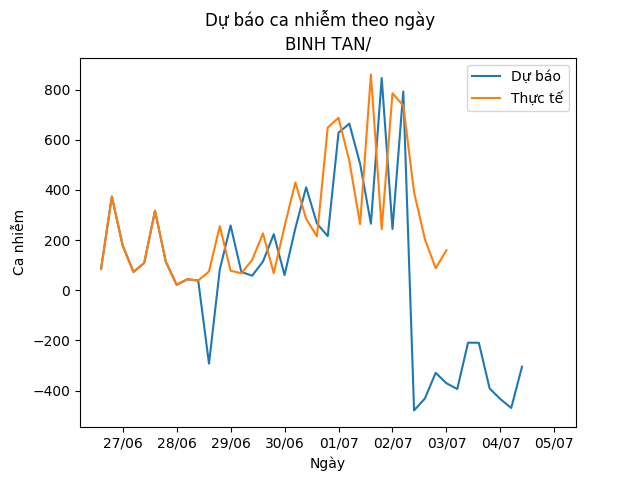 Dự báo ca nhiễm theo ngày
BINH TAN/
Dự báo
Thực tế
Ca nhiễm
800
600
400
200
0
−200
−400
27/06 28/06 29/06 30/06 01/07 02/07 03/07 04/07 05/07
Ngày